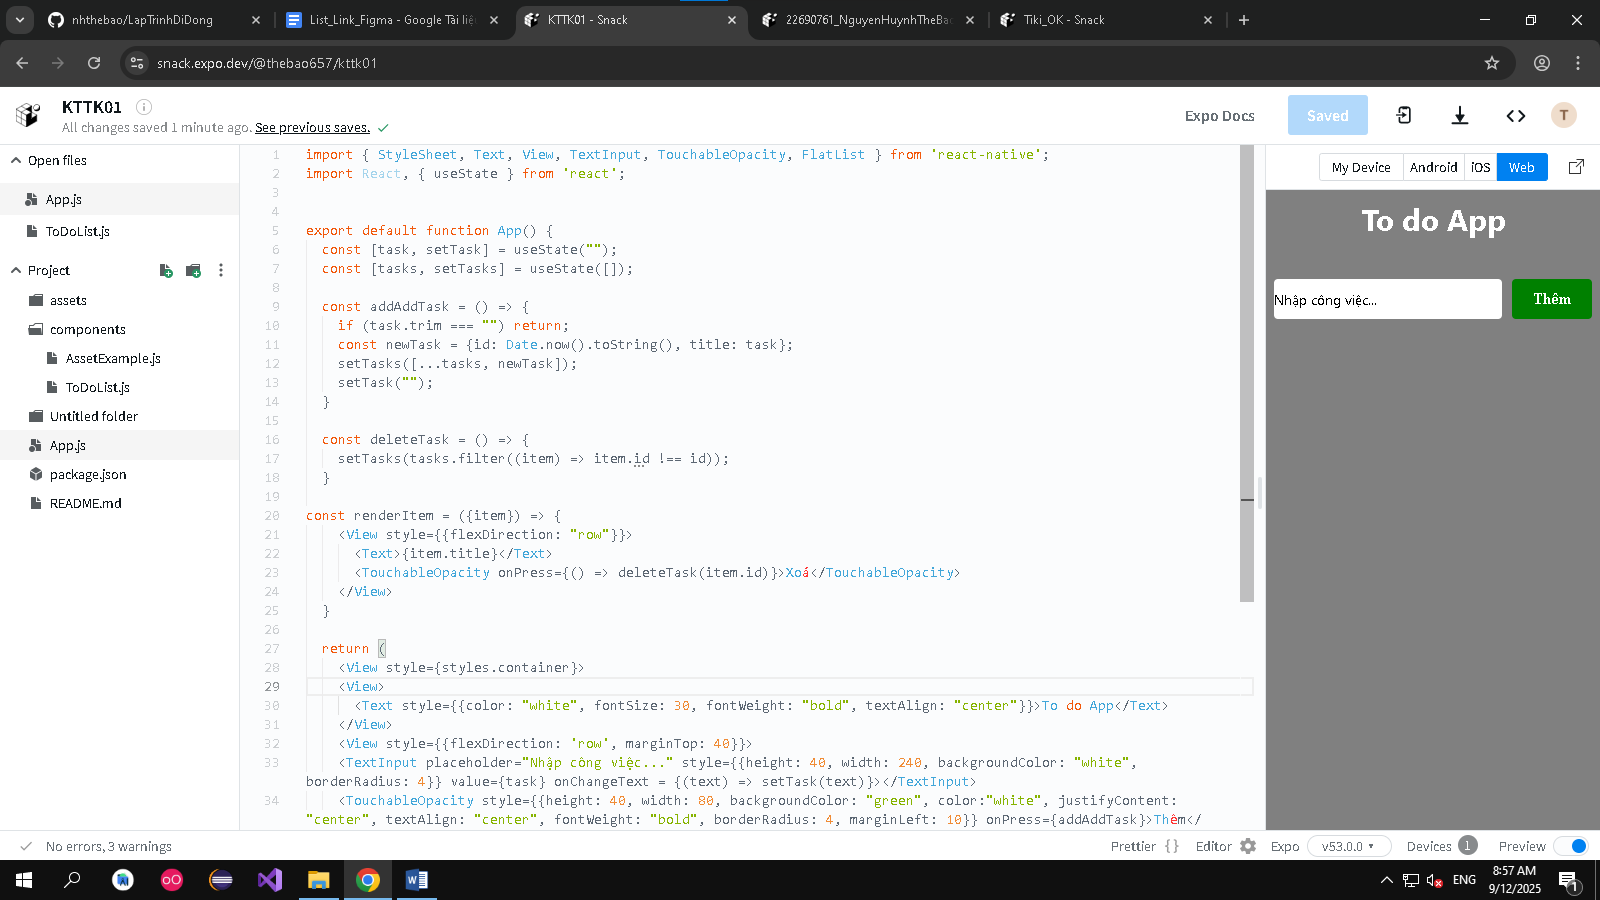 nhthebao/LapTrinhDiDong
List_Link_Figma - Google Tài liệu
KTTK01 - Snack
22690761_NguyenHuynhTheBao
Tiki_OK - Snack
snack.expo.dev/@thebao657/kttk01
KTTK01
All changes saved 1 minute ago. See previous saves.
Expo Docs
Saved
T
Open files
App.js
ToDoList.js
Project
assets
components
AssetExample.js
ToDoList.js
Untitled folder
App.js
package.json
README.md
1 import { StyleSheet, Text, View, TextInput, TouchableOpacity, FlatList } from 'react-native';
2 import React, { useState } from 'react';
3
4
5 export default function App() {
6 const [task, setTask] = useState("");
7 const [tasks, setTasks] = useState([]);
8
9 const addAddTask = () => {
10 if (task.trim === "") return;
11 const newTask = {id: Date.now().toString(), title: task};
12 setTasks([...tasks, newTask]);
13 setTask("");
14 }
15
16 const deleteTask = () => {
17 setTasks(tasks.filter((item) => item.id !== id));
18 }
19
20 const renderItem = ({item}) => {
21 <View style={{flexDirection: "row"}}>
22 <Text>{item.title}</Text>
23 <TouchableOpacity onPress={() => deleteTask(item.id)}>Xoá</TouchableOpacity>
24 </View>
25 }
26
27 return (
28 <View style={styles.container}>
29 <View>
30 <Text style={{color: "white", fontSize: 30, fontWeight: "bold", textAlign: "center"}}>To do App</Text>
31 </View>
32 <View style={{flexDirection: 'row', marginTop: 40}}>
33 <TextInput placeholder="Nhập công việc..." style={{height: 40, width: 240, backgroundColor: "white",
borderRadius: 4}} value={task} onChangeText = {(text) => setTask(text)}></TextInput>
34 <TouchableOpacity style={{height: 40, width: 80, backgroundColor: "green", color:"white", justifyContent:
"center", textAlign: "center", fontWeight: "bold", borderRadius: 4, marginLeft: 10}} onPress={addAddTask}>Thêm</
My Device
Android
iOS
Web
To do App
Nhập công việc...
Thêm
No errors, 3 warnings
Prettier { }
Editor
Expo
v53.0.0
Devices 1
Preview
ENG
8:57 AM
9/12/2025
1